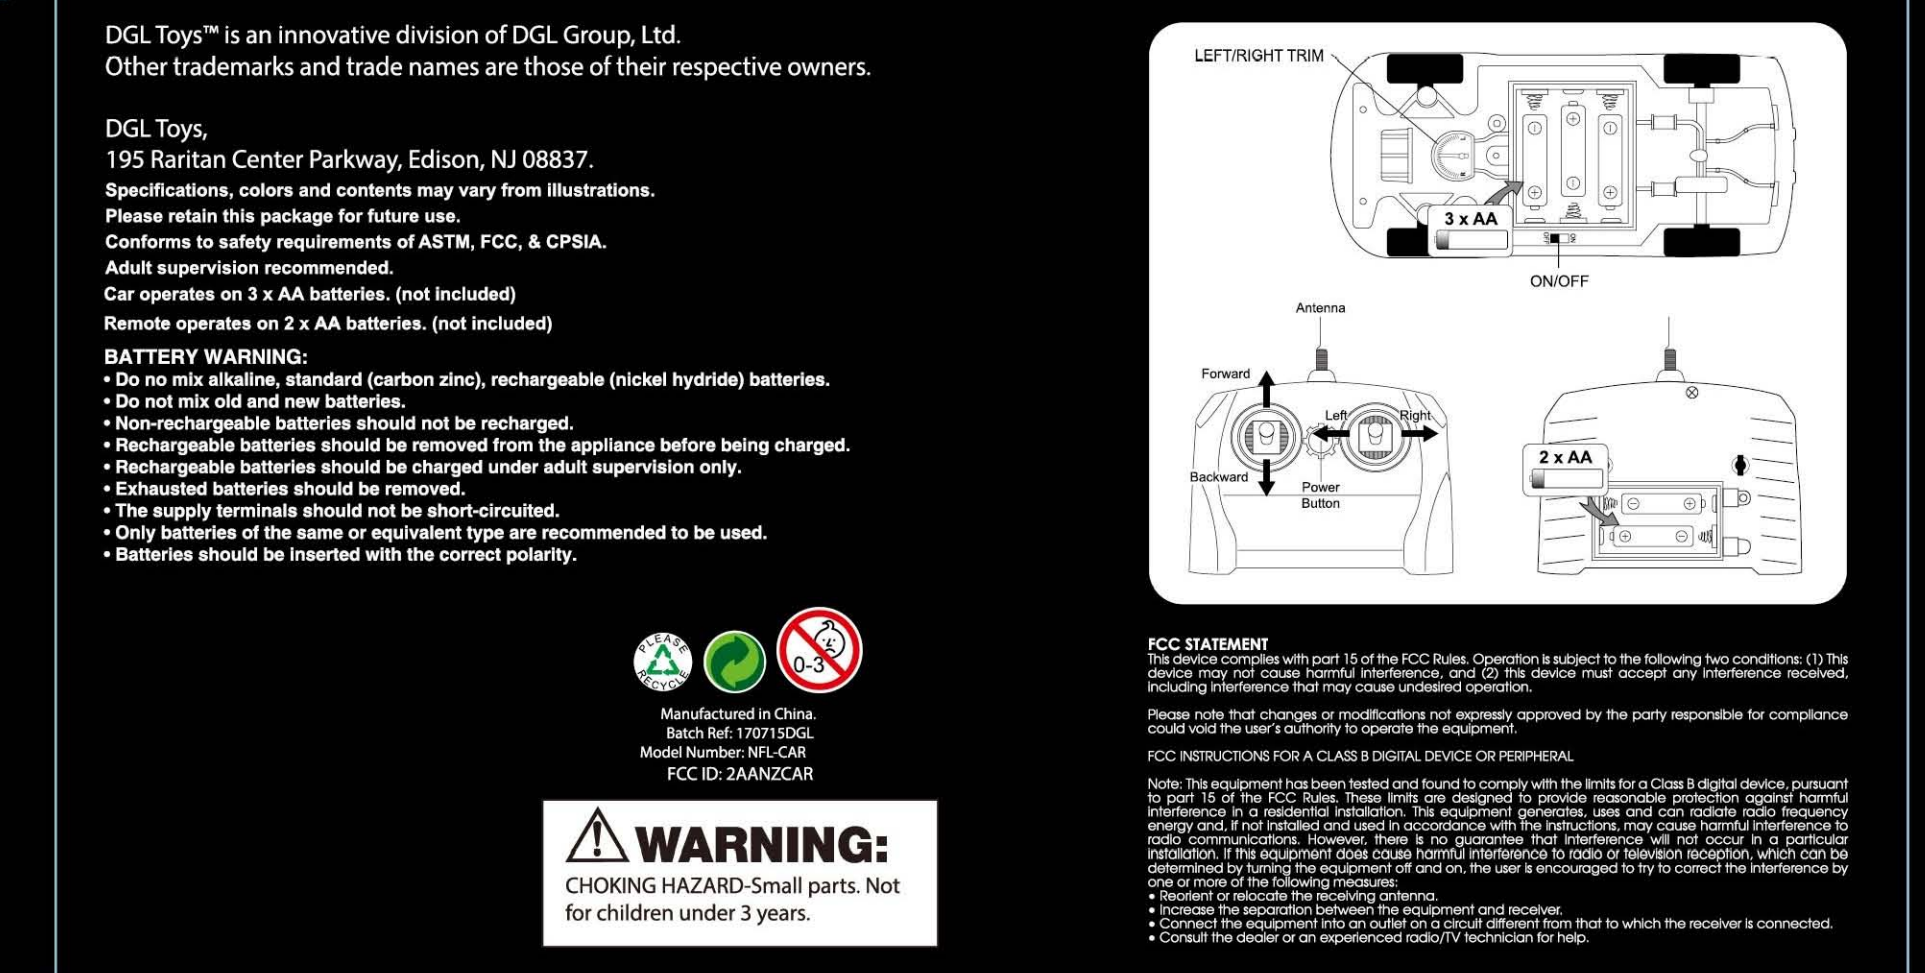 DGL Toys™ is an innovative division of DGL Group, Ltd.
Other trademarks and trade names are those of their respective owners.
DGL Toys,
195 Raritan Center Parkway, Edison, NJ 08837.
Specifications, colors and contents may vary from illustrations.
Please retain this package for future use.
Conforms to safety requirements of ASTM, FCC, & CPSIA.
Adult supervision recommended.
Car operates on 3 x AA batteries. (not included)
Remote operates on 2 x AA batteries. (not included)
BATTERY WARNING:
• Do no mix alkaline, standard (carbon zinc), rechargeable (nickel hydride) batteries.
• Do not mix old and new batteries.
• Non-rechargeable batteries should not be recharged.
• Rechargeable batteries should be removed from the appliance before being charged.
• Rechargeable batteries should be charged under adult supervision only.
• Exhausted batteries should be removed.
• The supply terminals should not be short-circuited.
• Only batteries of the same or equivalent type are recommended to be used.
• Batteries should be inserted with the correct polarity.
PLEASE
RECYCLE
0-3
Manufactured in China.
Batch Ref: 170715DGL
Model Number: NFL-CAR
FCC ID: 2AANZCAR
WARNING:
CHOKING HAZARD-Small parts. Not
for children under 3 years.
LEFT/RIGHT TRIM
L
R
3 x AA
OFF
ON
ON/OFF
Antenna
Forward
Left
Right
Backward
Power
Button
2 x AA
FCC STATEMENT
This device complies with part 15 of the FCC Rules. Operation is subject to the following two conditions: (1) This
device may not cause harmful interference, and (2) this device must accept any interference received,
including interference that may cause undesired operation.
Please note that changes or modifications not expressly approved by the party responsible for compliance
could void the user's authority to operate the equipment.
FCC INSTRUCTIONS FOR A CLASS B DIGITAL DEVICE OR PERIPHERAL
Note: This equipment has been tested and found to comply with the limits for a Class B digital device, pursuant
to part 15 of the FCC Rules. These limits are designed to provide reasonable protection against harmful
interference in a residential installation. This equipment generates, uses and can radiate radio frequency
energy and, if not installed and used in accordance with the instructions, may cause harmful interference to
radio communications. However, there is no guarantee that interference will not occur in a particular
installation. If this equipment does cause harmful interference to radio or television reception, which can be
determined by turning the equipment off and on, the user is encouraged to try to correct the interference by
one or more of the following measures:
• Reorient or relocate the receiving antenna.
• Increase the separation between the equipment and receiver.
• Connect the equipment into an outlet on a circuit different from that to which the receiver is connected.
• Consult the dealer or an experienced radio/TV technician for help.